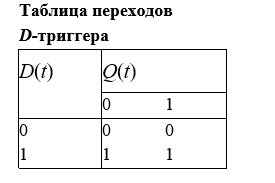 Таблица переходов
D-триггера
D(t) Q(t)
0 1
0 0 0
1 1 1